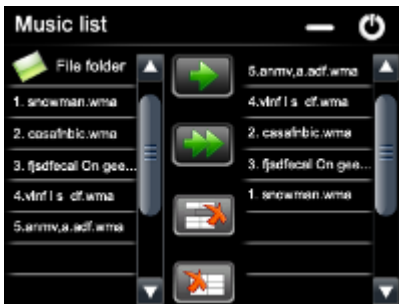 Music list
File folder
1. snowman.wma
2. casafnbic.wma
3. fjsdfecal On gee...
4.vlnf l s df.wma
5.anmv,a.adf.wma
5.anmv,a.adf.wma
4.vlnf l s df.wma
2. casafnbic.wma
3. fjsdfecal On gee...
1. snowman.wma